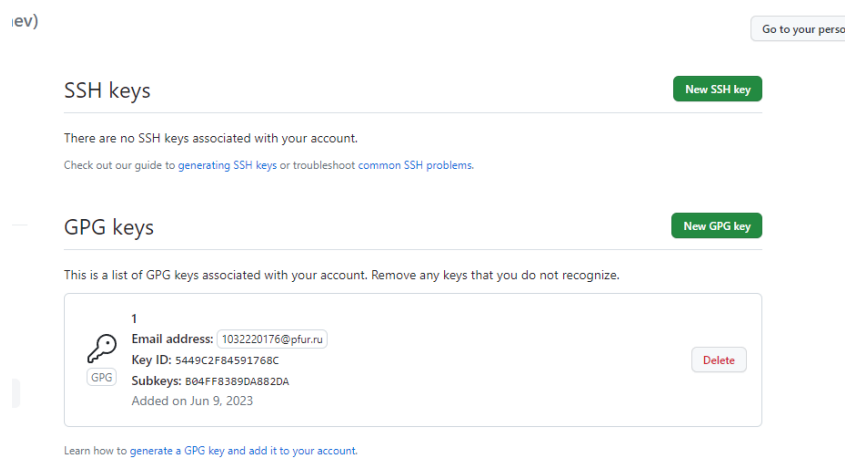 Go to your perso
SSH keys
New SSH key
There are no SSH keys associated with your account.
Check out our guide to generating SSH keys or troubleshoot common SSH problems.
GPG keys
New GPG key
This is a list of GPG keys associated with your account. Remove any keys that you do not recognize.
1
Email address: 1032220176@pfur.ru
Key ID: 5449C2F84591768C
GPG
Subkeys: B04FF8389DA882DA
Added on Jun 9, 2023
Delete
Learn how to generate a GPG key and add it to your account.